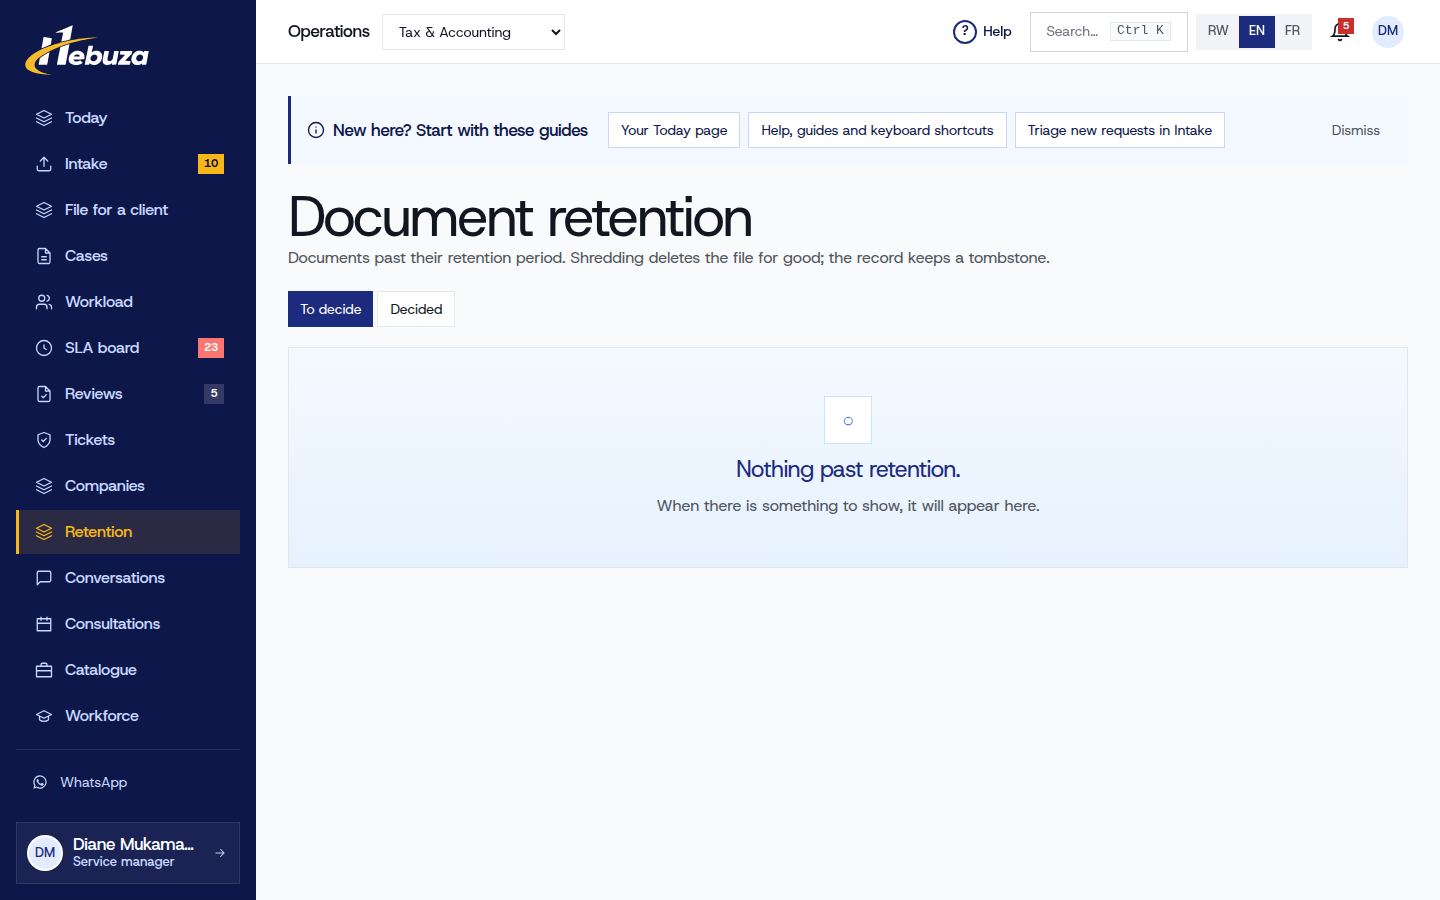 Hebuza
Today
Intake 10
File for a client
Cases
Workload
SLA board 23
Reviews 5
Tickets
Companies
Retention
Conversations
Consultations
Catalogue
Workforce
WhatsApp
DM Diane Mukama...
Service manager
Operations Tax & Accounting ? Help Search... Ctrl K RW EN FR 5 DM
New here? Start with these guides Your Today page Help, guides and keyboard shortcuts Triage new requests in Intake Dismiss
Document retention
Documents past their retention period. Shredding deletes the file for good; the record keeps a tombstone.
To decide Decided
Nothing past retention.
When there is something to show, it will appear here.